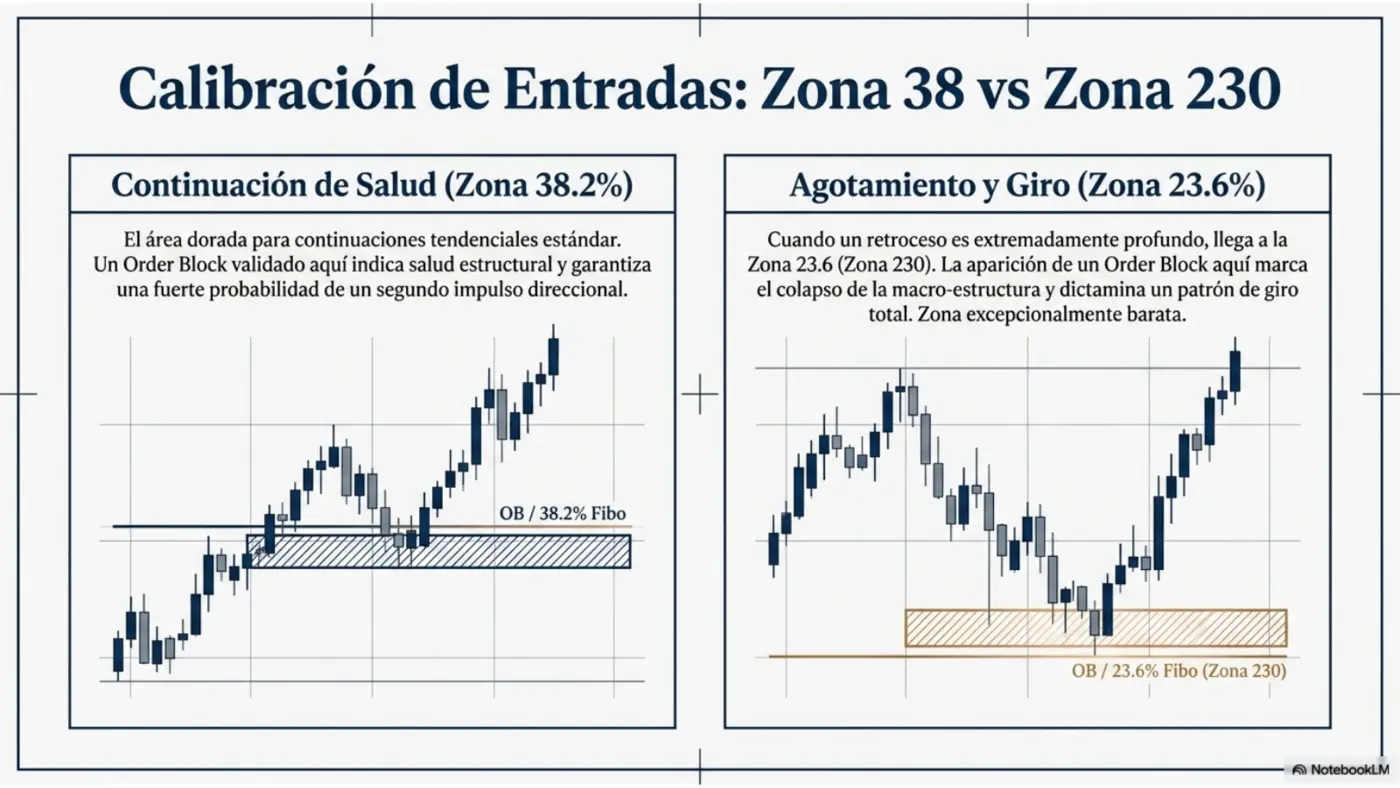 Calibración de Entradas: Zona 38 vs Zona 230
Continuación de Salud (Zona 38.2%)
El área dorada para continuaciones tendenciales estándar.
Un Order Block validado aquí indica salud estructural y garantiza
una fuerte probabilidad de un segundo impulso direccional.
OB / 38.2% Fibo
Agotamiento y Giro (Zona 23.6%)
Cuando un retroceso es extremadamente profundo, llega a la
Zona 23.6 (Zona 230). La aparición de un Order Block aquí marca
el colapso de la macro-estructura y dictamina un patrón de giro
total. Zona excepcionalmente barata.
OB / 23.6% Fibo (Zona 230)
NotebookLM